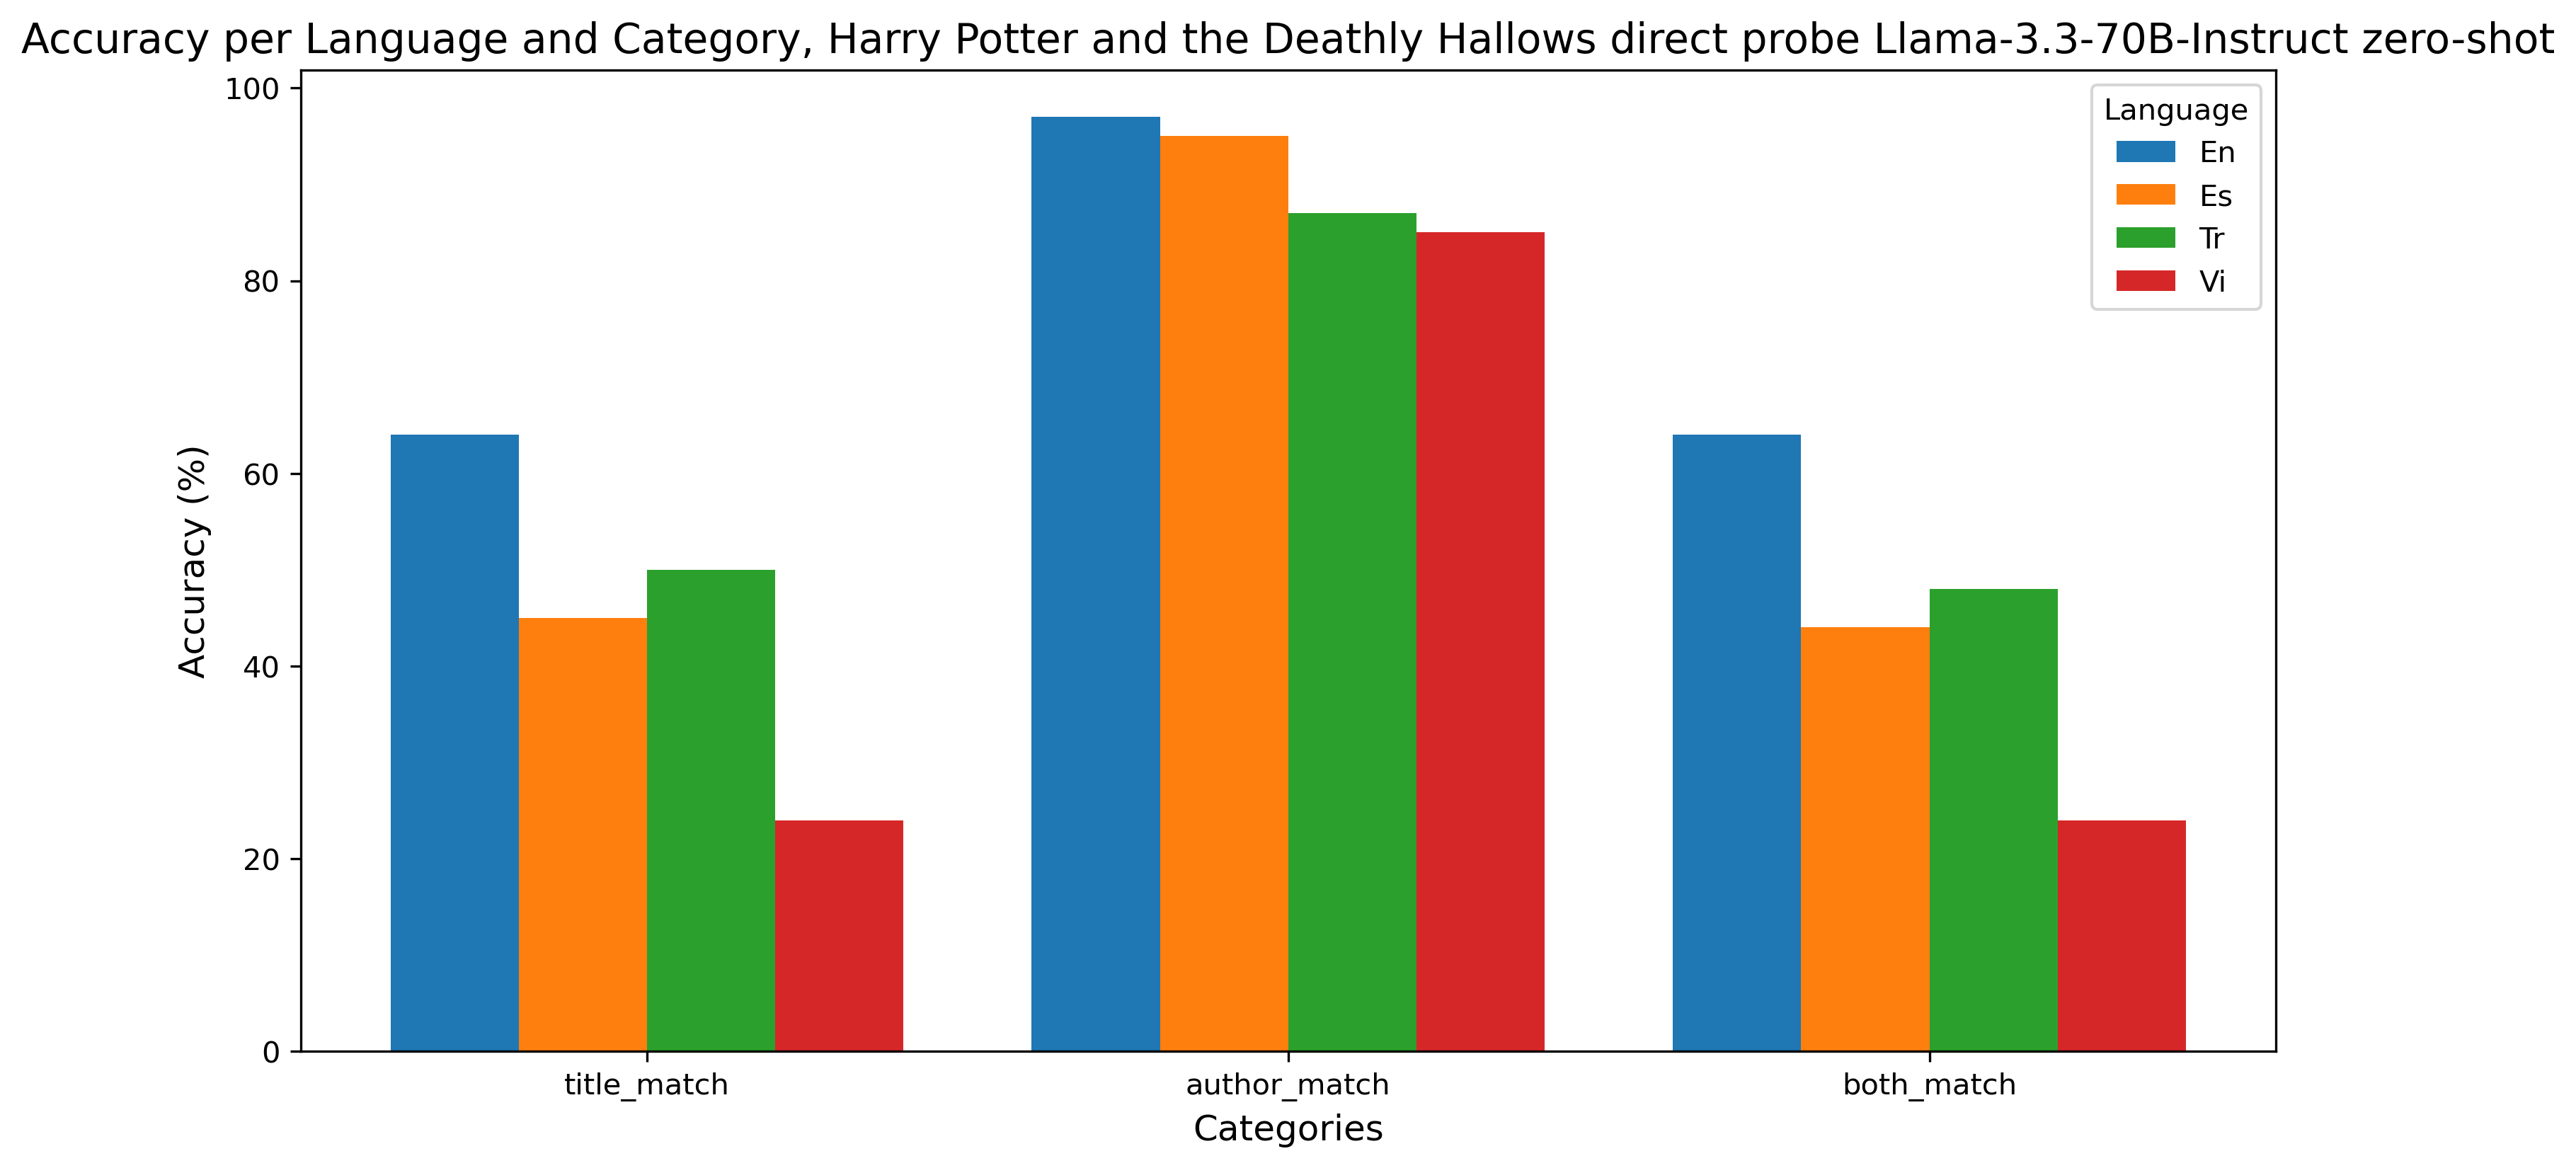 Accuracy per Language and Category, Harry Potter and the Deathly Hallows direct probe Llama-3.3-70B-Instruct zero-shot
Language
En
Es
Tr
Vi
Accuracy (%)
100
80
60
40
20
0
title_match
author_match
both_match
Categories